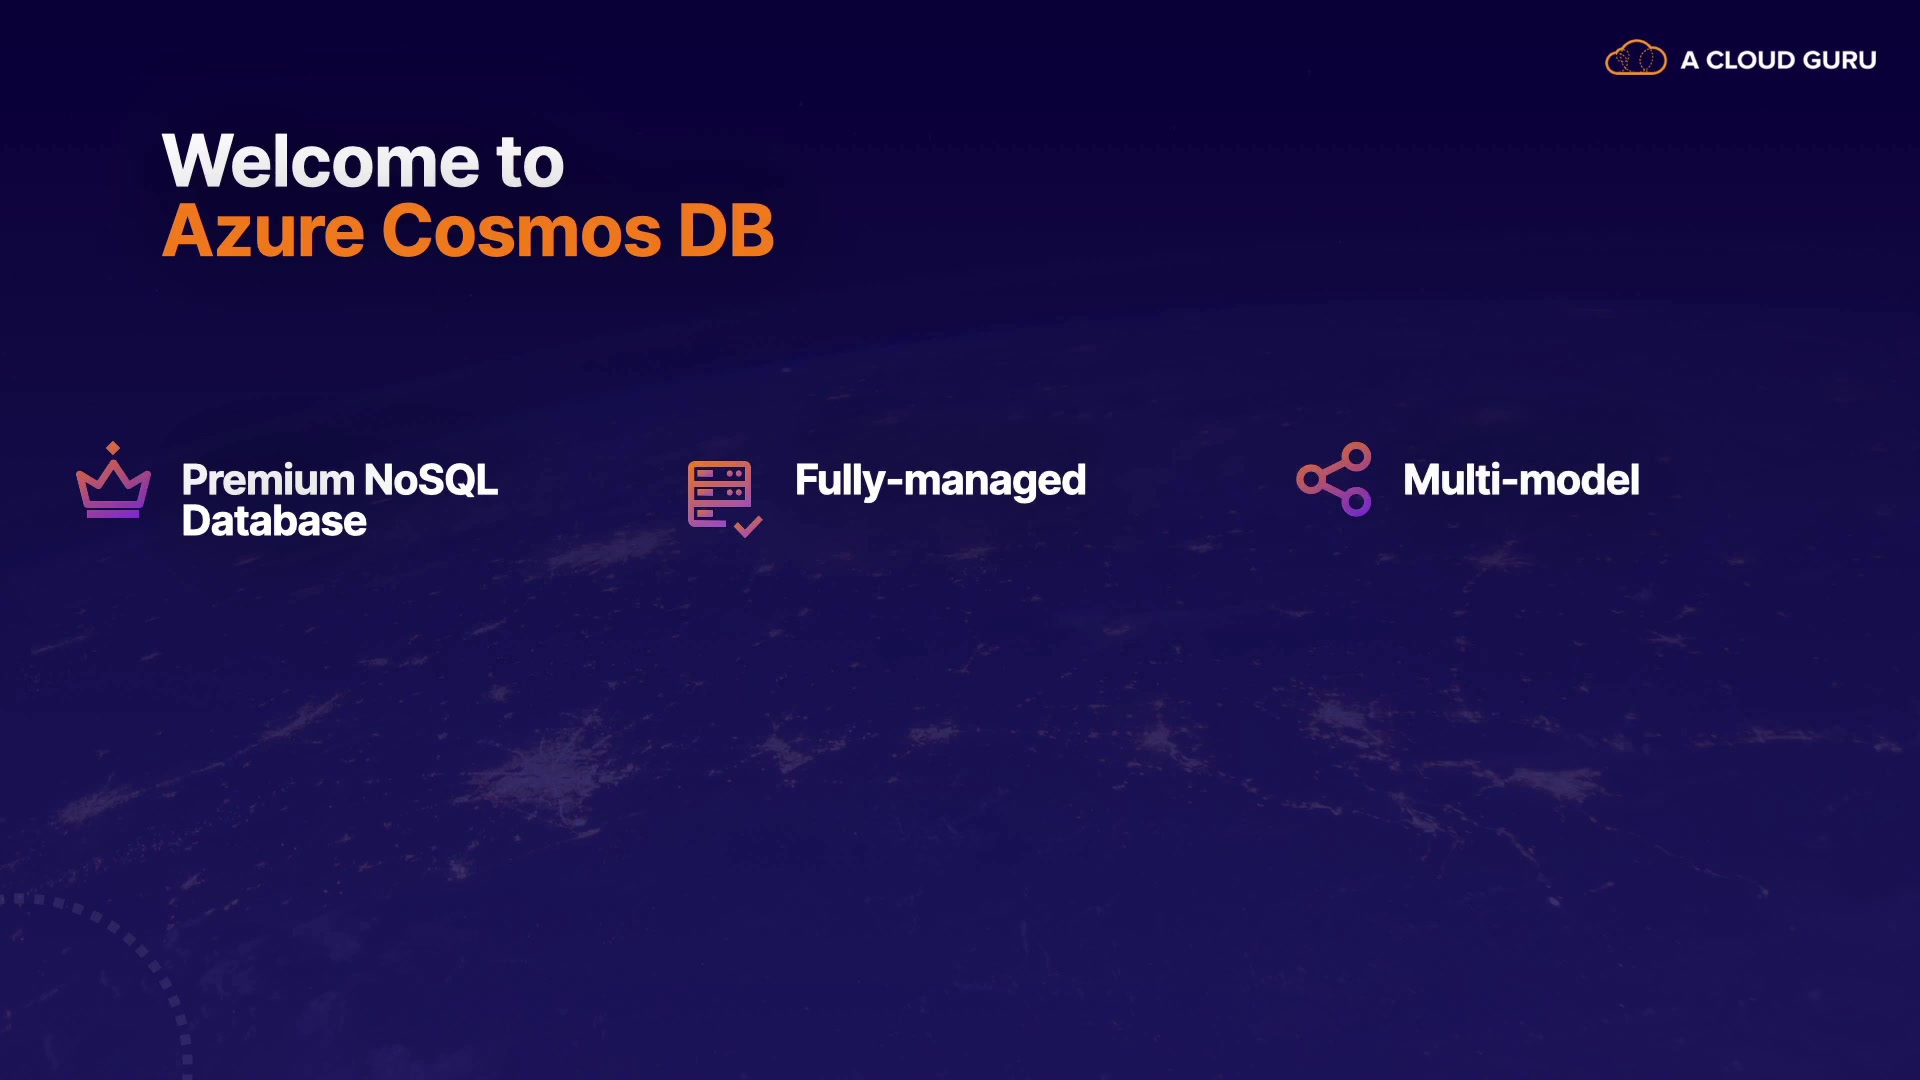 A CLOUD GURU
Welcome to
Azure Cosmos DB
Premium NoSQL
Database
Fully-managed
Multi-model